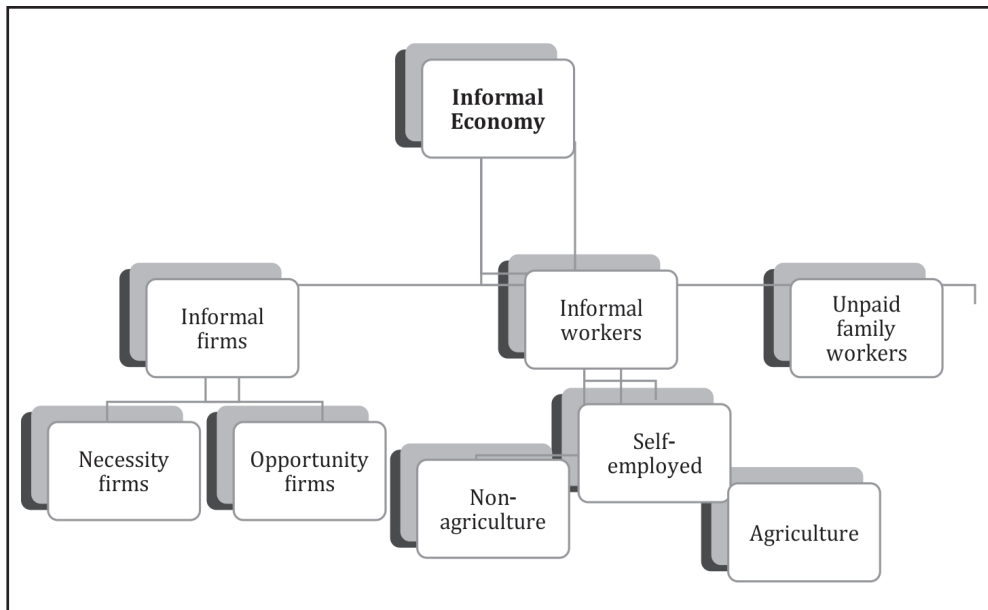 Informal
Economy
Informal
firms
Informal
workers
Unpaid
family
workers
Necessity
firms
Opportunity
firms
Non-
agriculture
Self-
employed
Agriculture